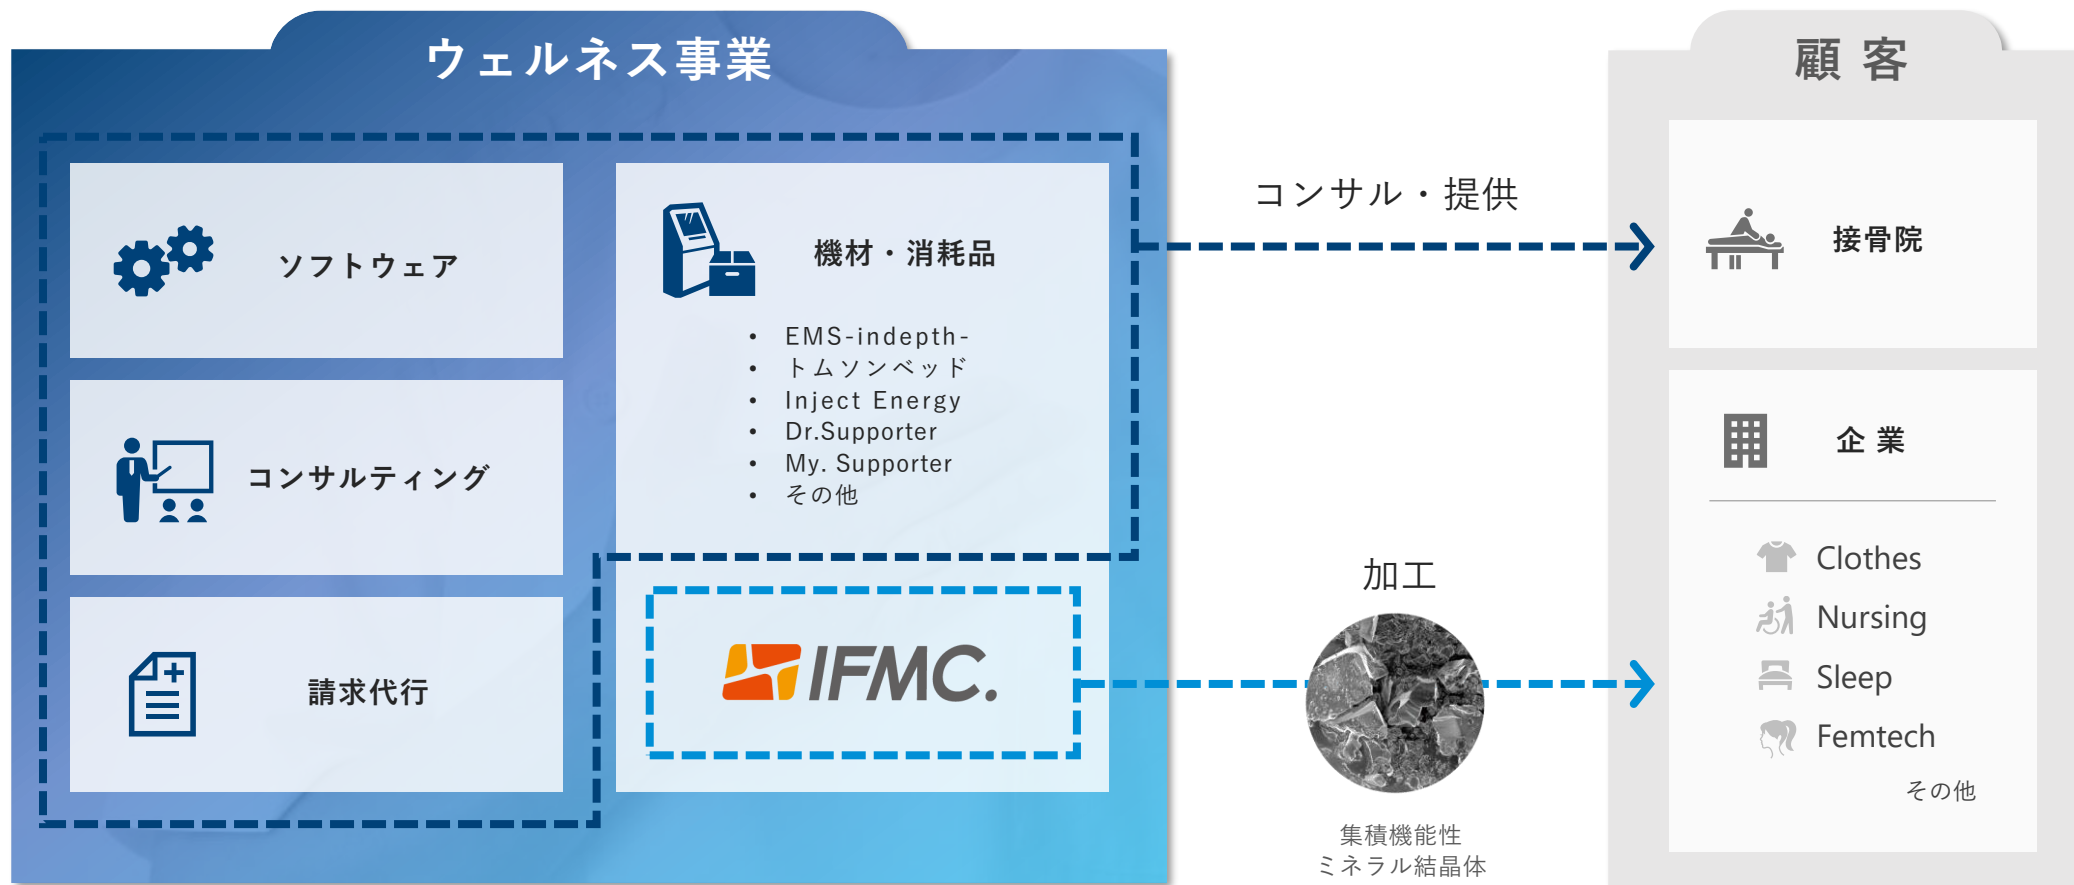 ウェルネス事業
ソフトウェア
コンサルティング
請求代行
機材・消耗品
• EMS-indepth-
• トムソンベッド
• Inject Energy
• Dr.Supporter
• My. Supporter
• その他
IFMC.
コンサル・提供
加工
集積機能性
ミネラル結晶体
顧 客
接骨院
企 業
Clothes
Nursing
Sleep
Femtech
その他